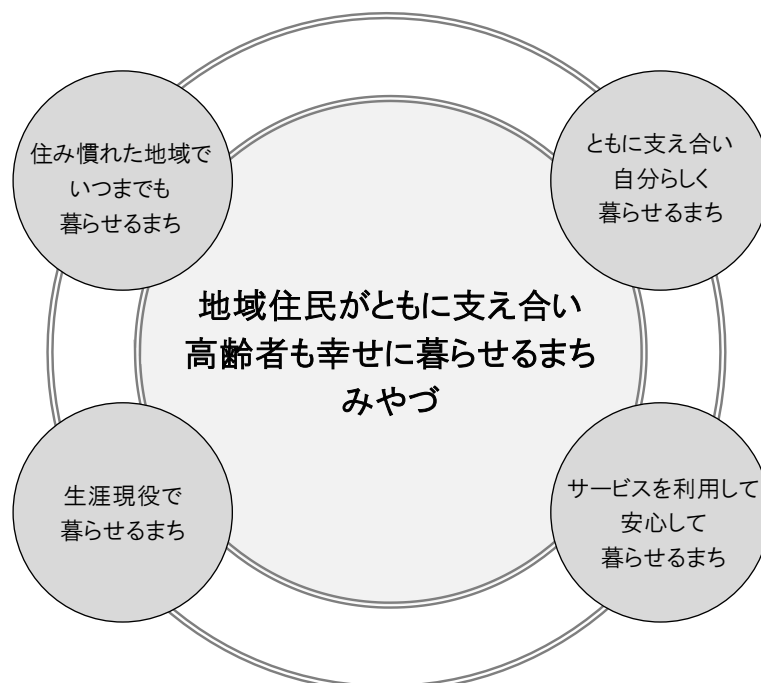 住み慣れた地域で
いつまでも
暮らせるまち
ともに支え合い
自分らしく
暮らせるまち
地域住民がともに支え合い
高齢者も幸せに暮らせるまち
みやづ
生涯現役で
暮らせるまち
サービスを利用して
安心して
暮らせるまち